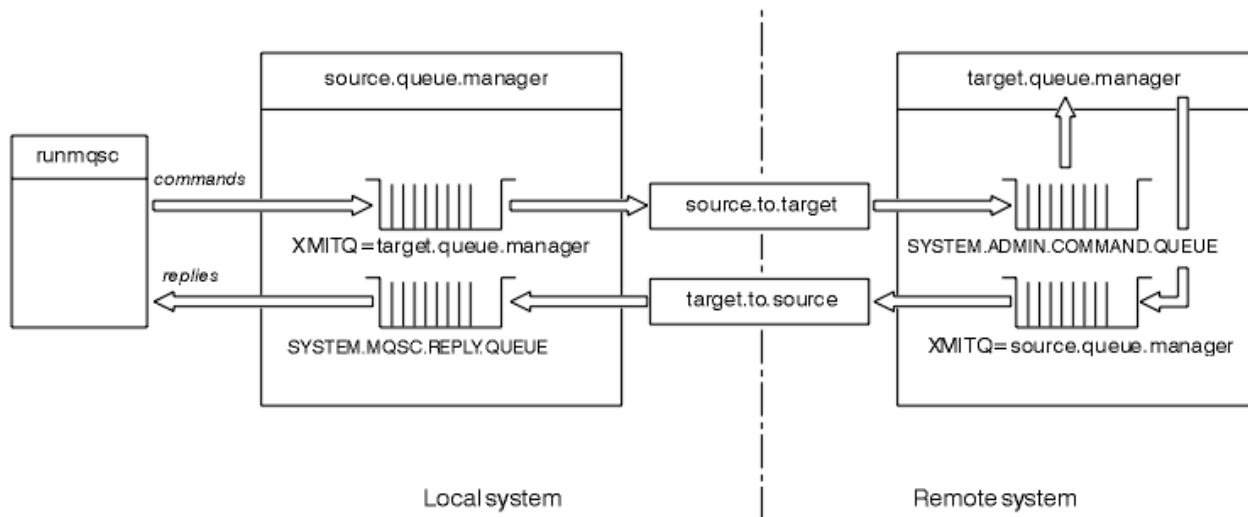 source.queue.manager
target.queue.manager
runmqsc
commands
source.to.target
XMITQ=target.queue.manager
SYSTEM.ADMIN.COMMAND.QUEUE
replies
target.to.source
SYSTEM.MQSC.REPLY.QUEUE
XMITQ=source.queue.manager
Local system
Remote system